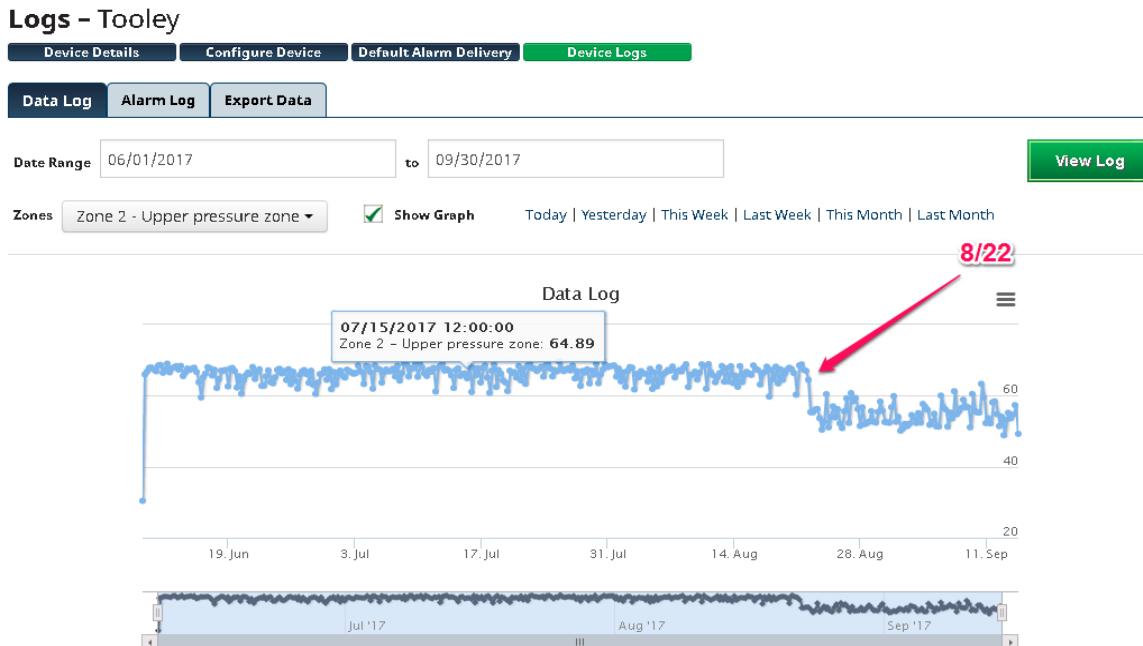 Logs – Tooley
Device Details Configure Device Default Alarm Delivery Device Logs
Data Log Alarm Log Export Data
Date Range 06/01/2017 to 09/30/2017 View Log
Zones Zone 2 - Upper pressure zone Show Graph Today | Yesterday | This Week | Last Week | This Month | Last Month
8/22
Data Log
07/15/2017 12:00:00
Zone 2 – Upper pressure zone: 64.89
60
40
20
19. Jun 3. Jul 17. Jul 31. Jul 14. Aug 28. Aug 11. Sep
Jul '17 Aug '17 Sep '17